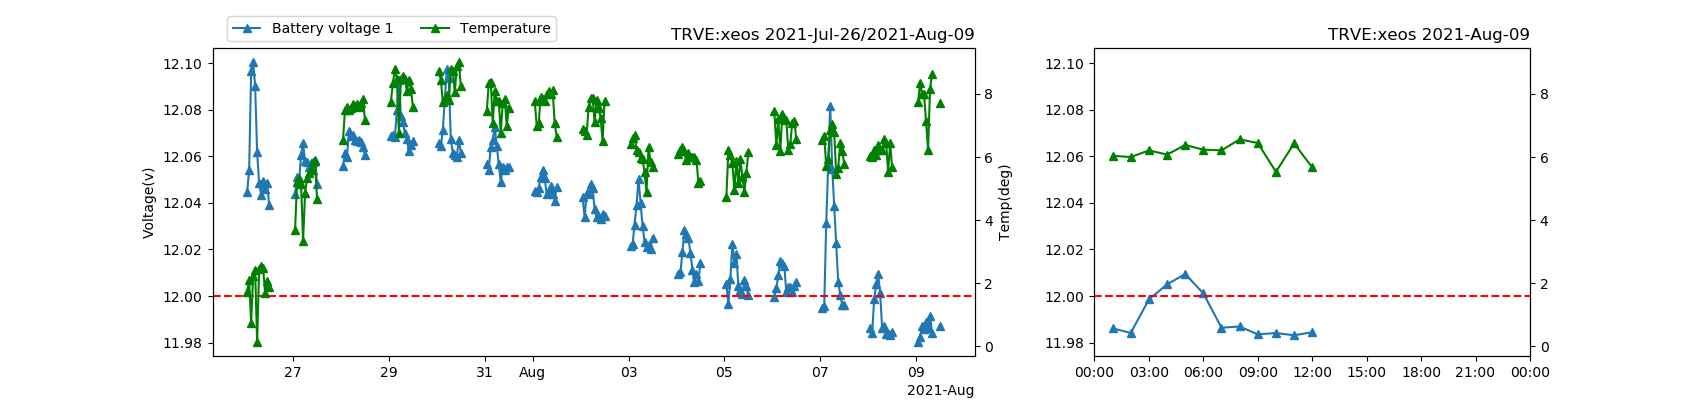 Battery voltage 1
Temperature
TRVE:xeos 2021-Jul-26/2021-Aug-09
TRVE:xeos 2021-Aug-09
Voltage(v)
12.10
12.08
12.06
12.04
12.02
12.00
11.98
8
6
4
2
0
Temp(deg)
27 29 31 Aug 03 05 07 09
2021-Aug
12.10
12.08
12.06
12.04
12.02
12.00
11.98
8
6
4
2
0
00:00 03:00 06:00 09:00 12:00 15:00 18:00 21:00 00:00